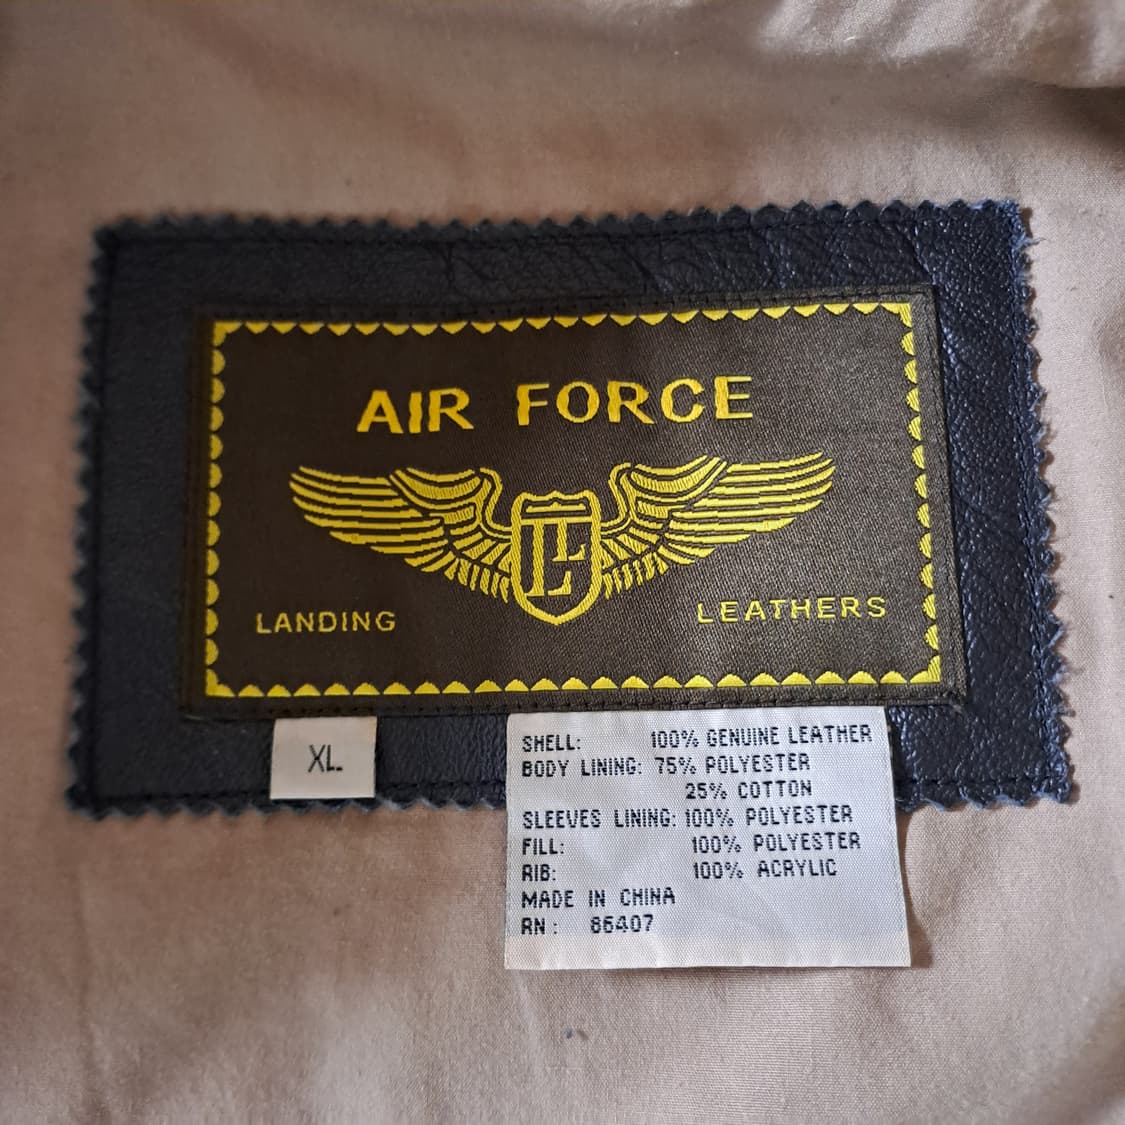 AIR FORCE
LL
LANDING LEATHERS
XL
SHELL: 100% GENUINE LEATHER
BODY LINING: 75% POLYESTER
25% COTTON
SLEEVES LINING: 100% POLYESTER
FILL: 100% POLYESTER
RIB: 100% ACRYLIC
MADE IN CHINA
RN: 86407